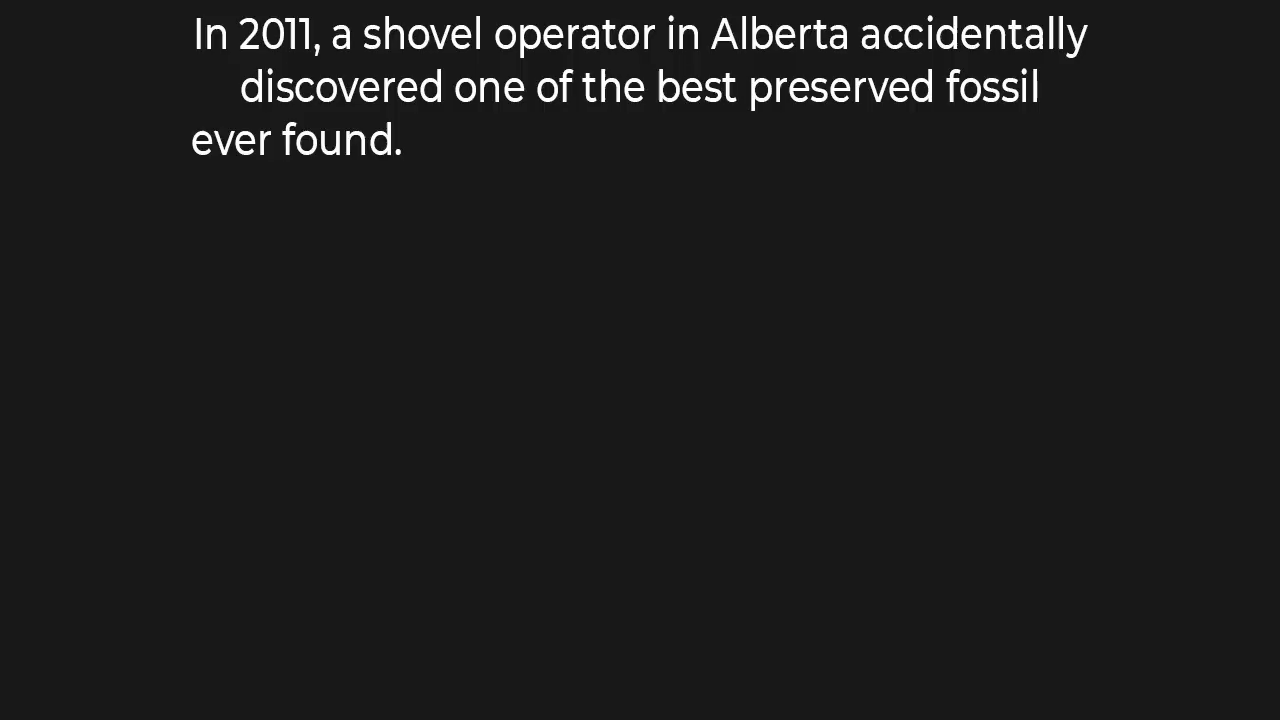 In 2011, a shovel operator in Alberta accidentally
discovered one of the best preserved fossil
ever found.